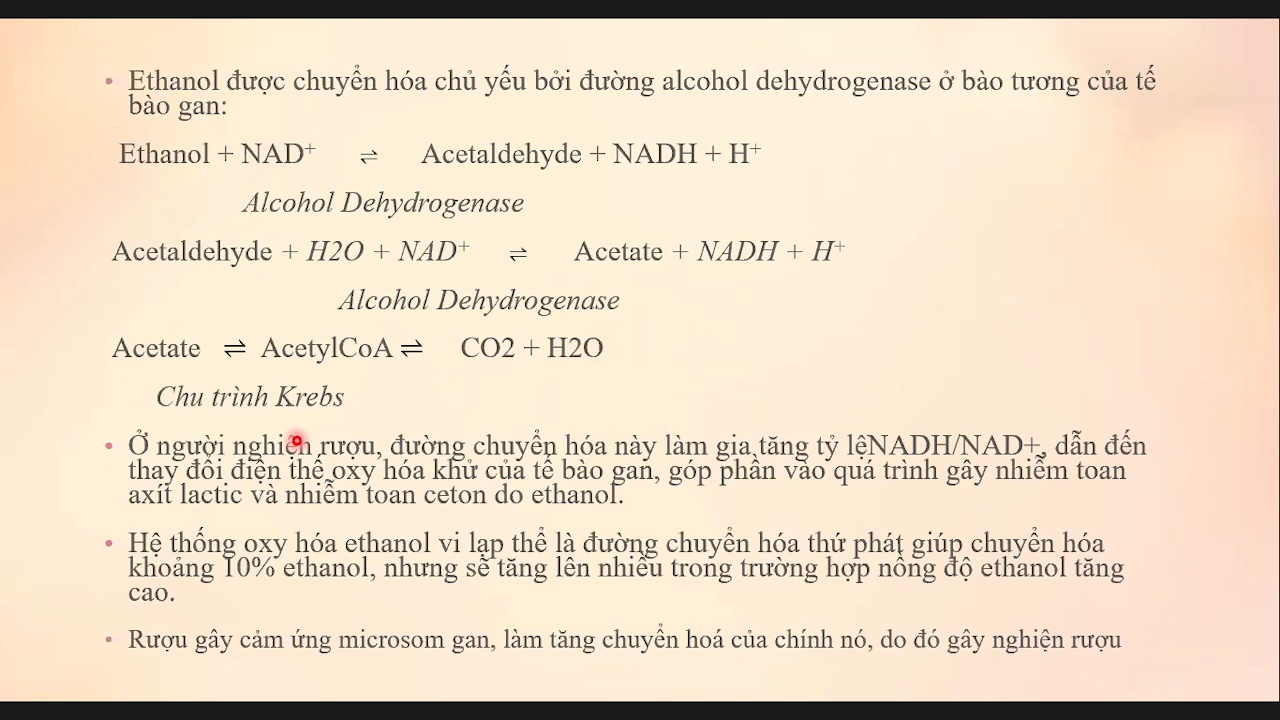 Ethanol được chuyển hóa chủ yếu bởi đường alcohol dehydrogenase ở bào tương của tế
bào gan:
Ethanol + NAD⁺ ⇌ Acetaldehyde + NADH + H⁺
Alcohol Dehydrogenase
Acetaldehyde + H2O + NAD⁺ ⇌ Acetate + NADH + H⁺
Alcohol Dehydrogenase
Acetate ⇌ AcetylCoA ⇌ CO2 + H2O
Chu trình Krebs
Ở người nghiện rượu, đường chuyển hóa này làm gia tăng tỷ lệNADH/NAD+, dẫn đến
thay đổi điện thế oxy hóa khử của tế bào gan, góp phần vào quá trình gây nhiễm toan
axit lactic và nhiễm toan ceton do ethanol.
Hệ thống oxy hóa ethanol vi lạp thể là đường chuyển hóa thứ phát giúp chuyển hóa
khoảng 10% ethanol, nhưng sẽ tăng lên nhiều trong trường hợp nồng độ ethanol tăng
cao.
Rượu gây cảm ứng microsom gan, làm tăng chuyển hoá của chính nó, do đó gây nghiện rượu